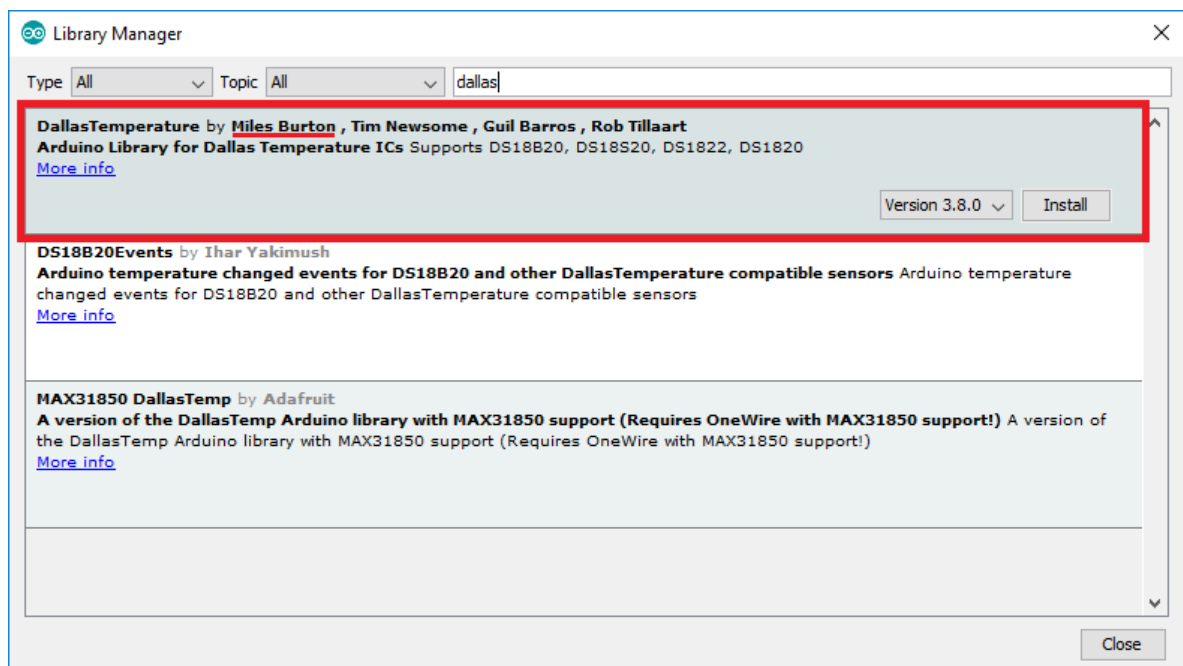 Library Manager
Type All Topic All dallas
DallasTemperature by Miles Burton , Tim Newsome , Guil Barros , Rob Tillaart
Arduino Library for Dallas Temperature ICs Supports DS18B20, DS18S20, DS1822, DS1820
More info
Version 3.8.0 Install
DS18B20Events by Ihar Yakimush
Arduino temperature changed events for DS18B20 and other DallasTemperature compatible sensors Arduino temperature
changed events for DS18B20 and other DallasTemperature compatible sensors
More info
MAX31850 DallasTemp by Adafruit
A version of the DallasTemp Arduino library with MAX31850 support (Requires OneWire with MAX31850 support!) A version of
the DallasTemp Arduino library with MAX31850 support (Requires OneWire with MAX31850 support!)
More info
Close